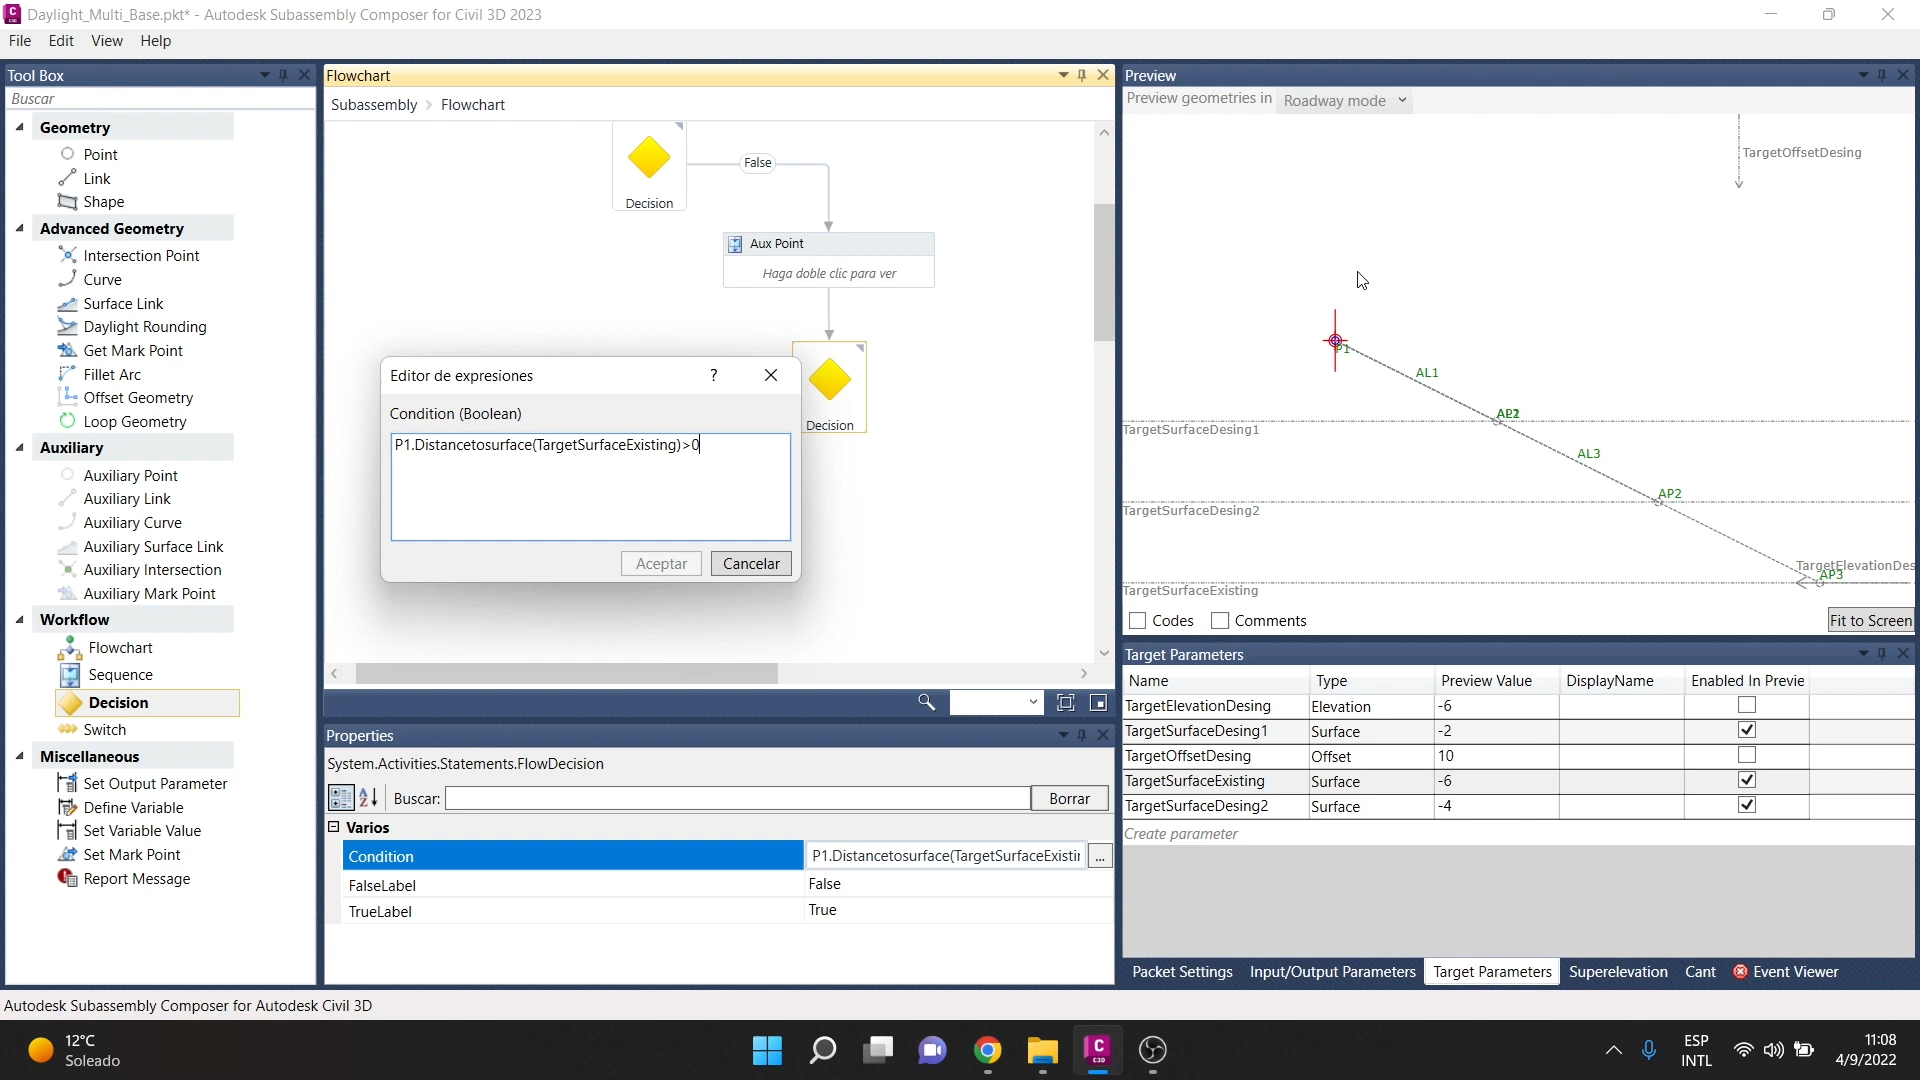 Daylight_Multi_Base.pkt* - Autodesk Subassembly Composer for Civil 3D 2023
File Edit View Help
Tool Box
Buscar
Geometry
Point
Link
Shape
Advanced Geometry
Intersection Point
Curve
Surface Link
Daylight Rounding
Get Mark Point
Fillet Arc
Offset Geometry
Loop Geometry
Auxiliary
Auxiliary Point
Auxiliary Link
Auxiliary Curve
Auxiliary Surface Link
Auxiliary Intersection
Auxiliary Mark Point
Workflow
Flowchart
Sequence
Decision
Switch
Miscellaneous
Set Output Parameter
Define Variable
Set Variable Value
Set Mark Point
Report Message
Flowchart
Subassembly Flowchart
False
Decision
Aux Point
Haga doble clic para ver
Decision
Editor de expresiones ?
Condition (Boolean)
P1.Distancetosurface(TargetSurfaceExisting)>0
Aceptar Cancelar
Properties
System.Activities.Statements.FlowDecision
Buscar: Borrar
Varios
Condition P1.Distancetosurface(TargetSurfaceExistin ...
FalseLabel False
TrueLabel True
Preview
Preview geometries in Roadway mode
TargetOffsetDesing
P1
AL1
TargetSurfaceDesing1
AL3
AP2
TargetSurfaceDesing2
TargetElevationDes
AP3
TargetSurfaceExisting
Codes Comments Fit to Screen
Target Parameters
Name Type Preview Value DisplayName Enabled In Previe
TargetElevationDesing Elevation -6
TargetSurfaceDesing1 Surface -2
TargetOffsetDesing Offset 10
TargetSurfaceExisting Surface -6
TargetSurfaceDesing2 Surface -4
Create parameter
Packet Settings Input/Output Parameters Target Parameters Superelevation Cant Event Viewer
Autodesk Subassembly Composer for Autodesk Civil 3D
12°C
Soleado
C3D
ESP
INTL
11:08
4/9/2022